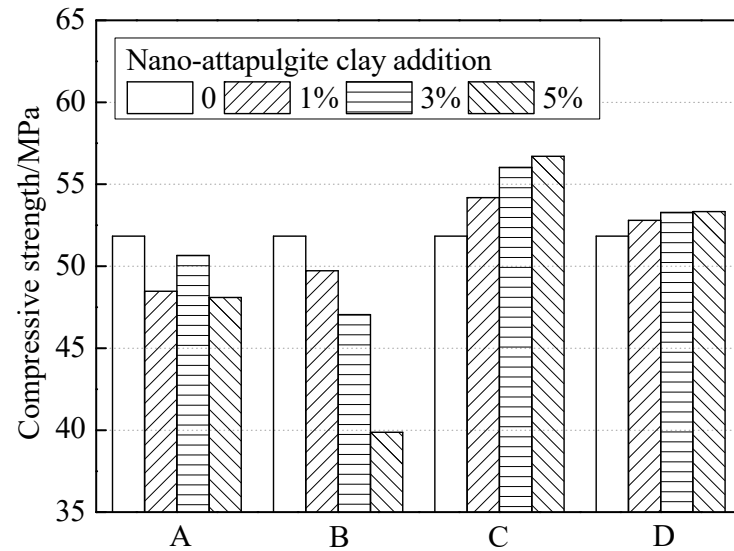 65
60
55
50
45
40
35
Compressive strength/MPa
Nano-attapulgite clay addition
0 1% 3% 5%
A B C D